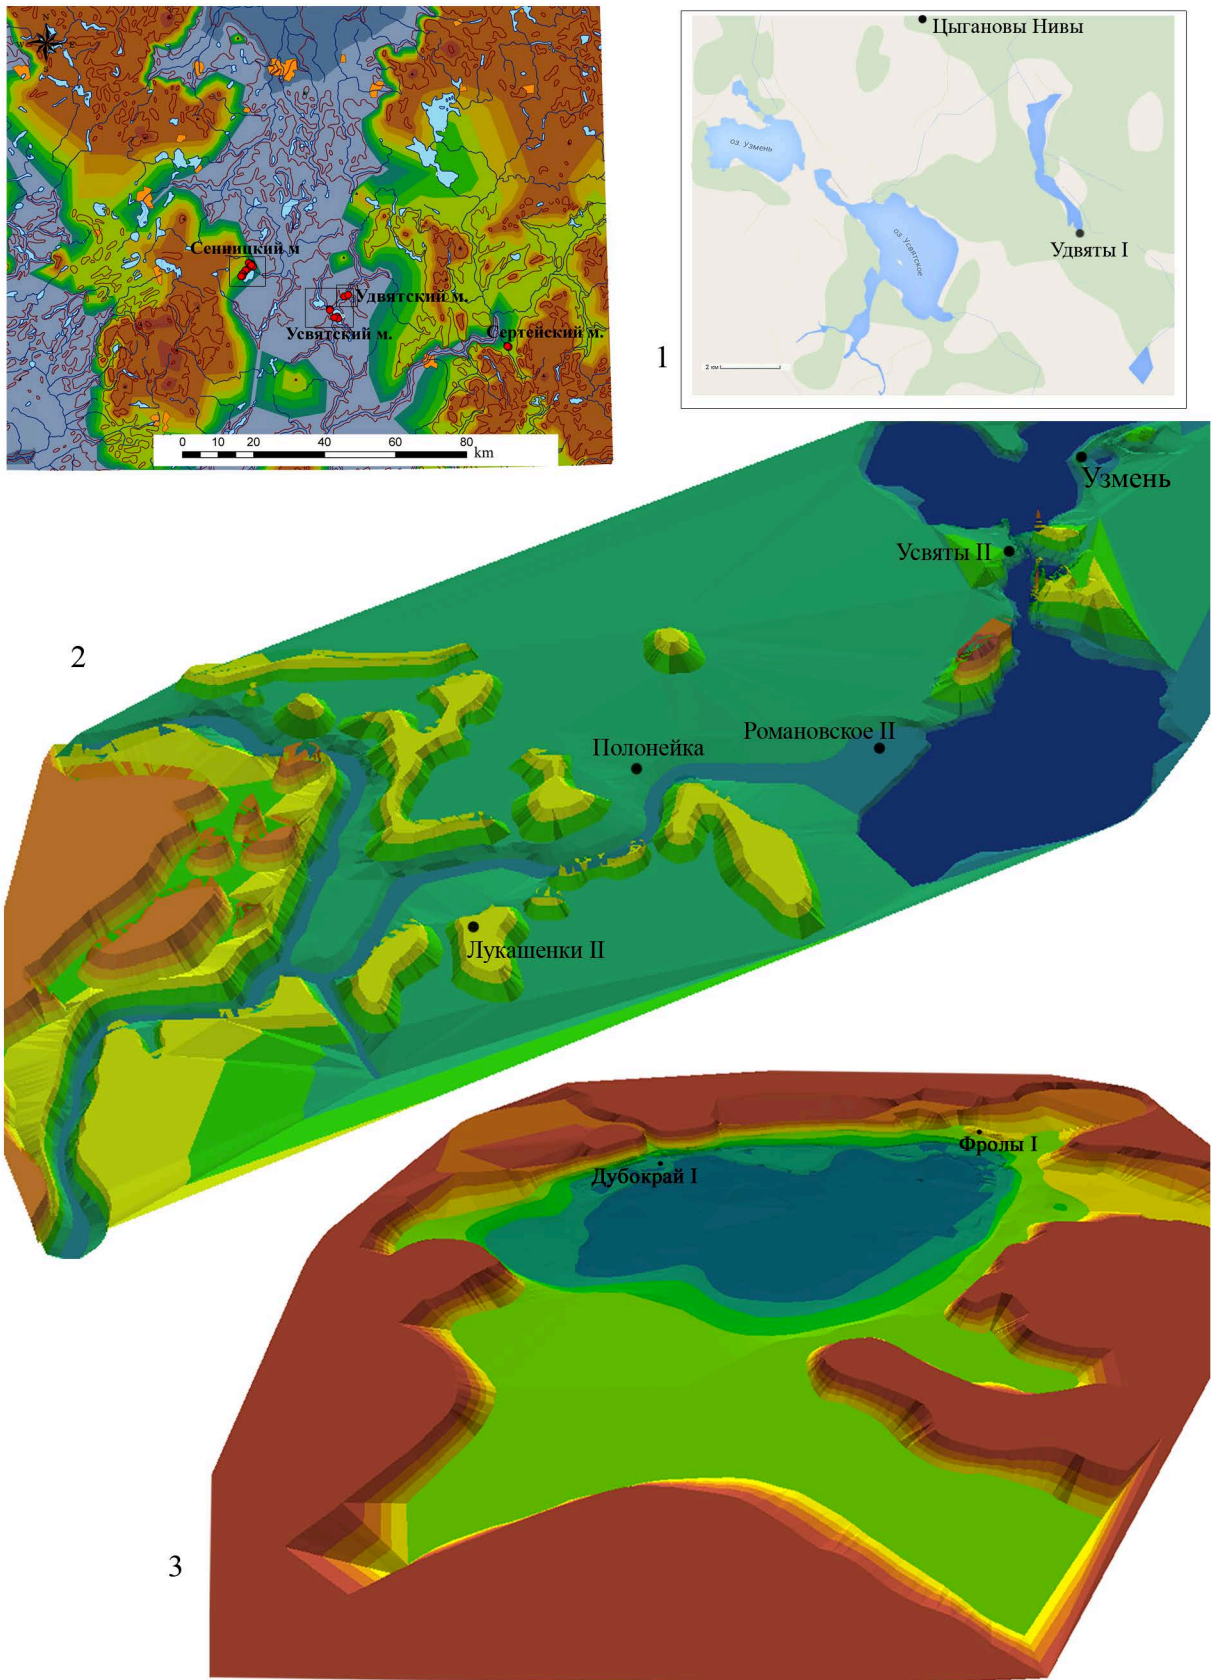 N
W
E
S
Сенницкий м
Удвятский м.
Усвятский м.
Сертейский м.
0 10 20 40 60 80
km
Цыгановы Нивы
оз. Узмень
оз. Усвятское
Удвяты I
2 км
1
Узмень
Усвяты II
2
Романовское II
Полонейка
Лукашенки II
Фролы I
Дубокрай I
3